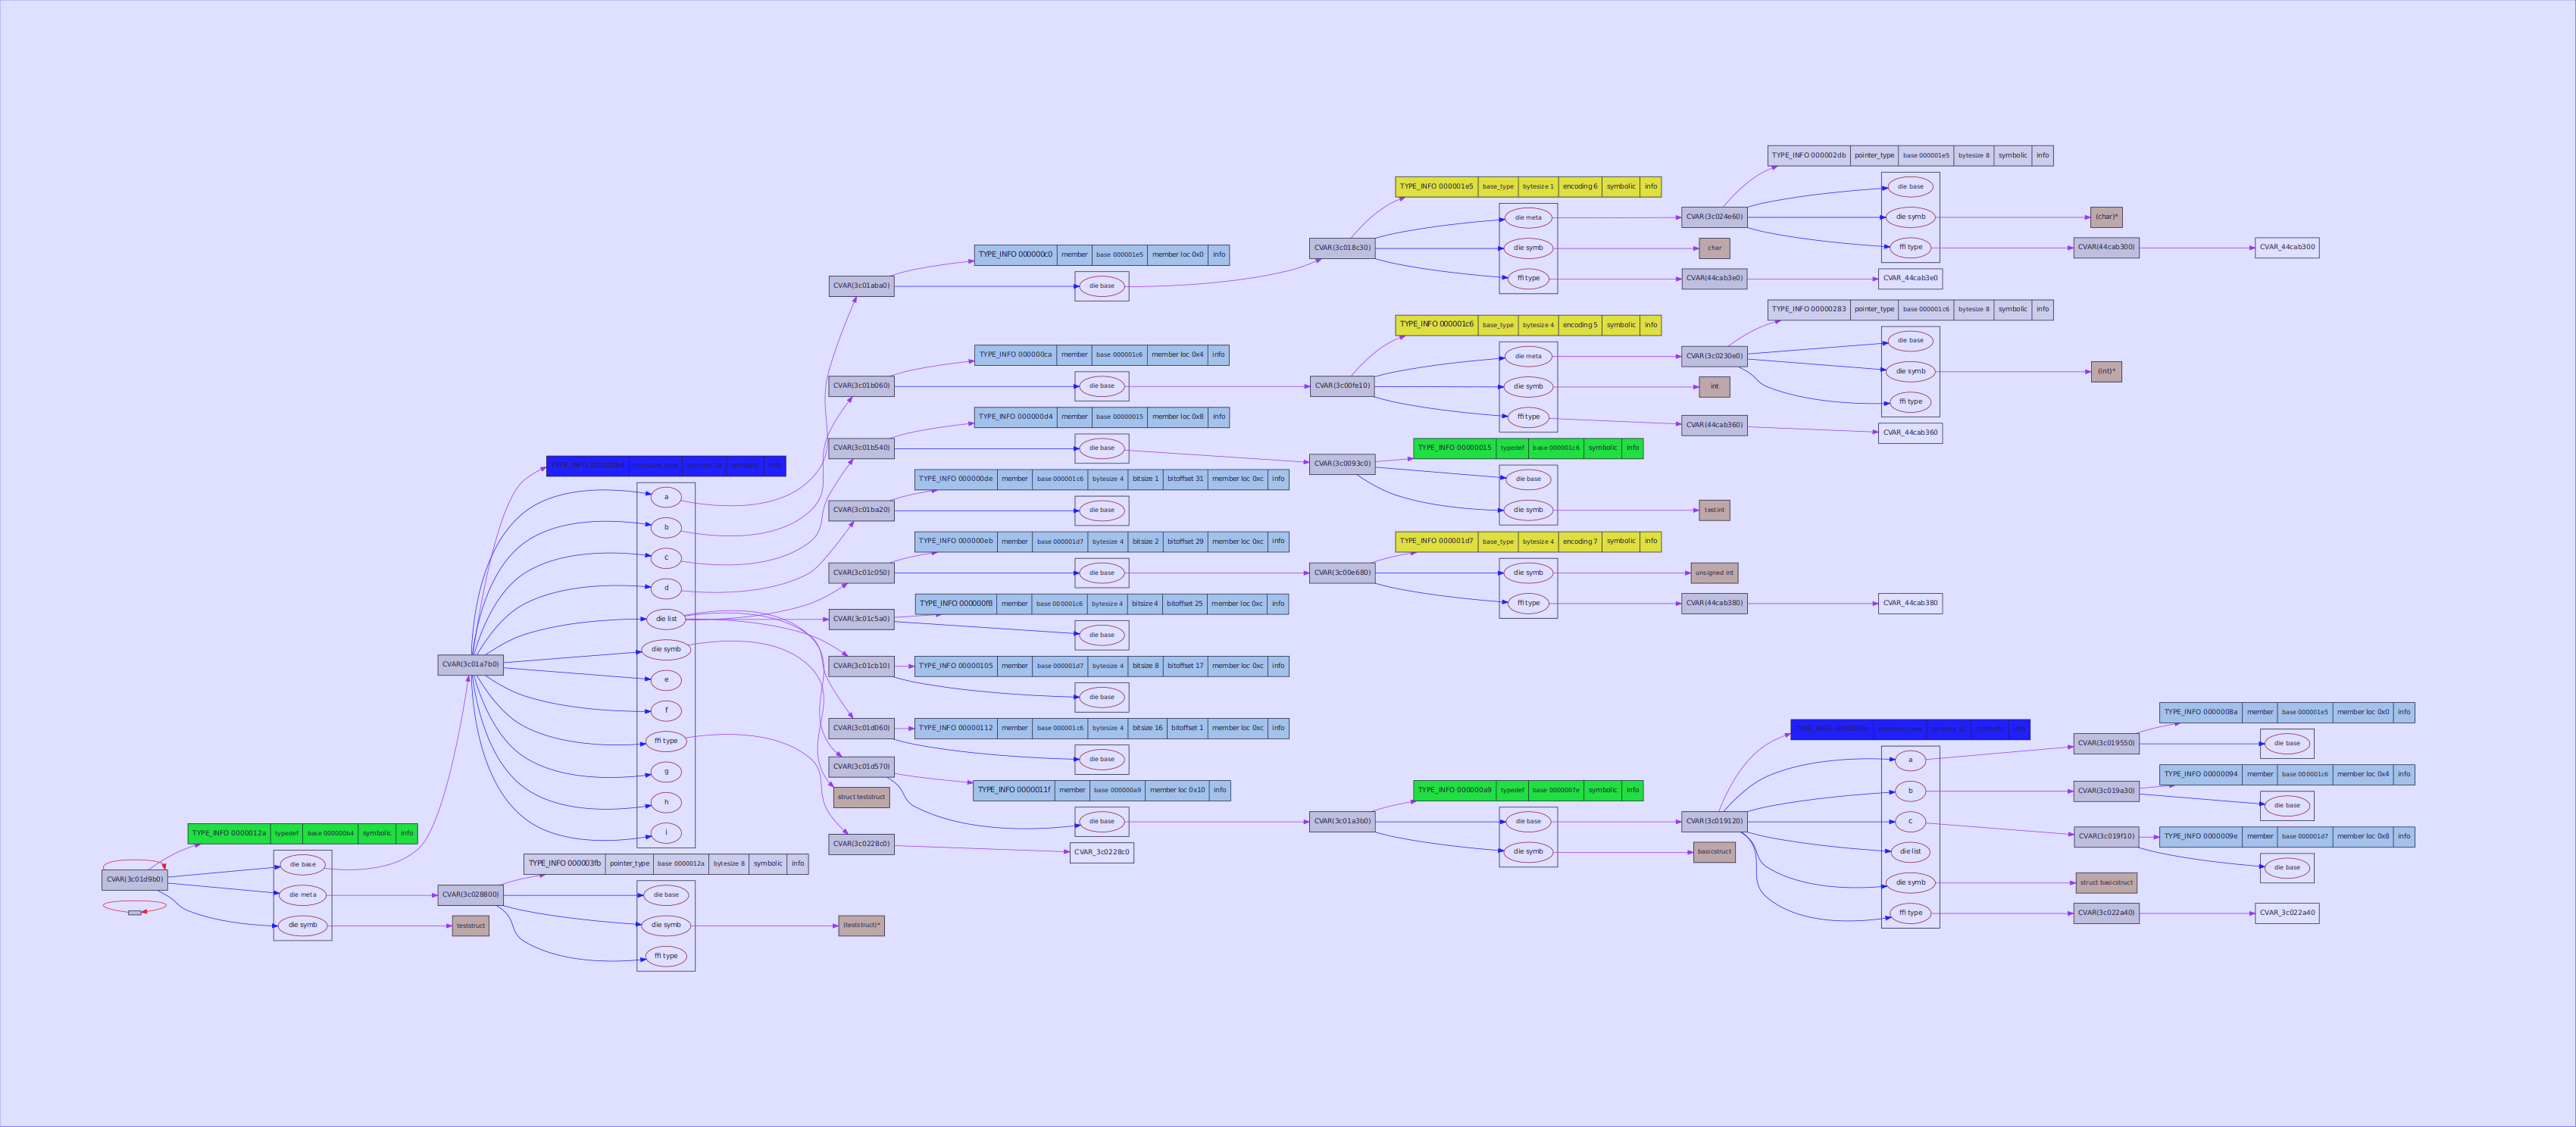 TYPE_INFO 000002db pointer_type base 000001e5 bytesize 8 symbolic info
die base
CVAR(3c024e60) die symb (char)*
ffi type CVAR(44cab300) CVAR_44cab300
TYPE_INFO 000001e5 base_type bytesize 1 encoding 6 symbolic info
die meta
CVAR(3c018c30) die symb char
ffi type CVAR(44cab3e0) CVAR_44cab3e0
TYPE_INFO 000000c0 member base 000001e5 member loc 0x0 info
CVAR(3c01aba0) die base
TYPE_INFO 00000283 pointer_type base 000001c6 bytesize 8 symbolic info
die base
CVAR(3c0230e0) die symb (int)*
ffi type
TYPE_INFO 000001c6 base_type bytesize 4 encoding 5 symbolic info
die meta
CVAR(3c00fe10) die symb int
ffi type CVAR(44cab360) CVAR_44cab360
TYPE_INFO 000000ca member base 000001c6 member loc 0x4 info
CVAR(3c01b060) die base
TYPE_INFO 000000d4 member base 00000015 member loc 0x8 info
CVAR(3c01b540) die base
TYPE_INFO 00000015 typedef base 000001c6 symbolic info
CVAR(3c0093c0) die base
die symb testint
TYPE_INFO 000000de member base 000001c6 bytesize 4 bitsize 1 bitoffset 31 member loc 0xc info
CVAR(3c01ba20) die base
TYPE_INFO 000000eb member base 000001d7 bytesize 4 bitsize 2 bitoffset 29 member loc 0xc info
CVAR(3c01c050) die base
TYPE_INFO 000001d7 base_type bytesize 4 encoding 7 symbolic info
CVAR(3c00e680) die symb unsigned int
ffi type CVAR(44cab380) CVAR_44cab380
TYPE_INFO 000000f8 member base 000001c6 bytesize 4 bitsize 4 bitoffset 25 member loc 0xc info
CVAR(3c01c5a0) die base
TYPE_INFO 00000105 member base 000001d7 bytesize 4 bitsize 8 bitoffset 17 member loc 0xc info
CVAR(3c01cb10) die base
TYPE_INFO 00000112 member base 000001c6 bytesize 4 bitsize 16 bitoffset 1 member loc 0xc info
CVAR(3c01d060) die base
TYPE_INFO 0000011f member base 000000a9 member loc 0x10 info
CVAR(3c01d570) die base
struct teststruct
CVAR(3c0228c0) CVAR_3c0228c0
CVAR(3c01a7b0)
a
b
c
d
die list
die symb
e
f
ffi type
g
h
i
TYPE_INFO 0000012a typedef base 000000b4 symbolic info
CVAR(3c01d9b0) die base
die meta
die symb teststruct
TYPE_INFO 000003fb pointer_type base 0000012a bytesize 8 symbolic info
CVAR(3c028800) die base
die symb (teststruct)*
ffi type
TYPE_INFO 000000a9 typedef base 0000007e symbolic info
CVAR(3c01a3b0) die base
die symb basicstruct
CVAR(3c019120)
a
b
c
die list
die symb struct basicstruct
ffi type CVAR(3c022a40) CVAR_3c022a40
TYPE_INFO 0000008a member base 000001e5 member loc 0x0 info
CVAR(3c019550) die base
TYPE_INFO 00000094 member base 000001c6 member loc 0x4 info
CVAR(3c019a30) die base
TYPE_INFO 0000009e member base 000001d7 member loc 0x8 info
CVAR(3c019f10) die base